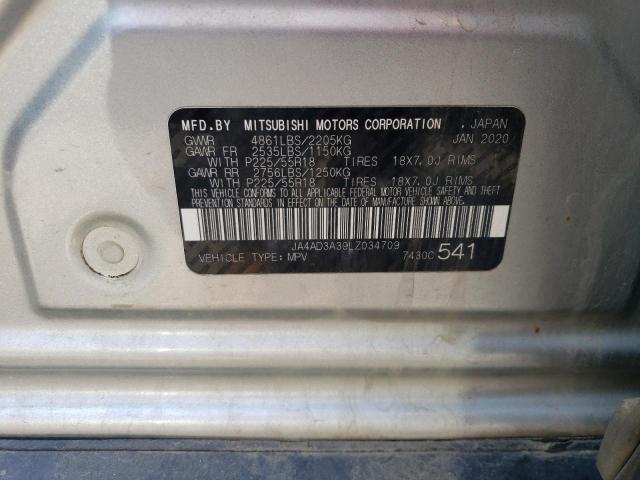 MFD.BY MITSUBISHI MOTORS CORPORATION . JAPAN
GVWR 4861LBS/2205KG JAN 2020
GAWR FR 2535LBS/1150KG
WITH P225/55R18 TIRES 18X7.0J RIMS
GAWR RR 2756LBS/1250KG
WITH P225/55R18 TIRES 18X7.0J RIMS
THIS VEHICLE CONFORMS TO ALL APPLICABLE FEDERAL MOTOR VEHICLE SAFETY AND THEFT
PREVENTION STANDARDS IN EFFECT ON THE DATE OF MANUFACTURE SHOWN ABOVE.
JA4AD3A39LZ034709
VEHICLE TYPE: MPV 7430C 541